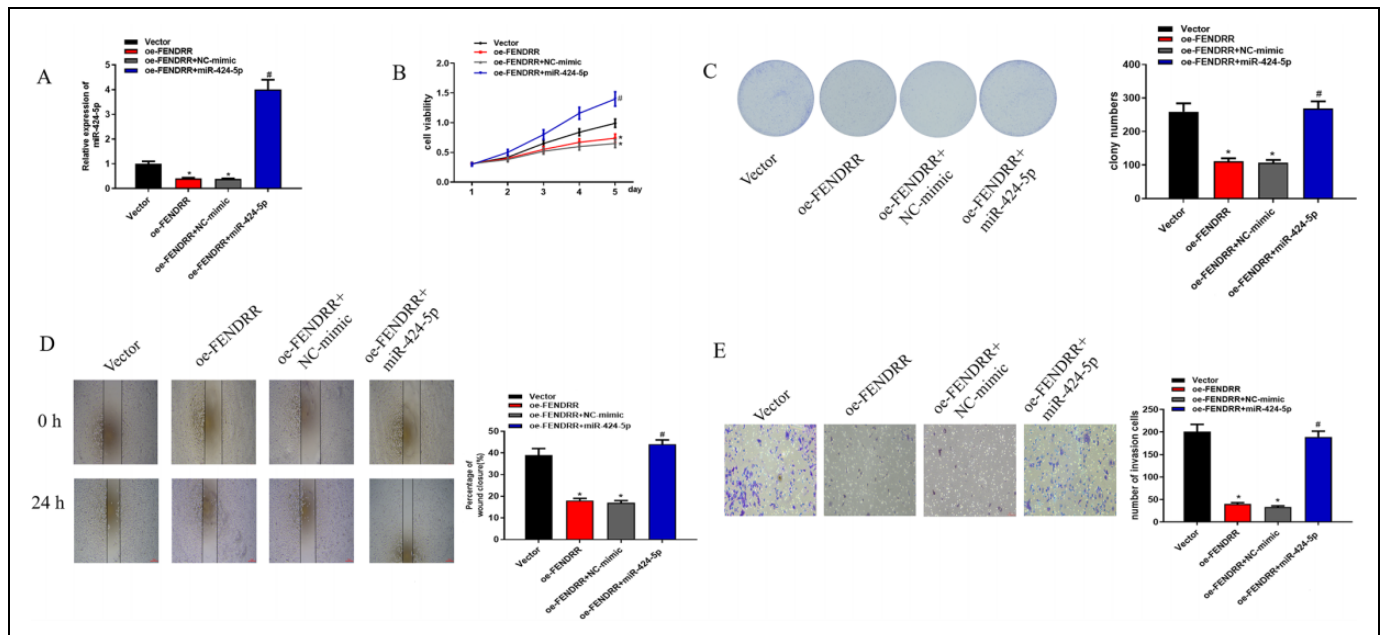 A
Vector
oe-FENDRR
oe-FENDRR+NC-mimic
oe-FENDRR+miR-424-5p
Relative expression of
miR-424-5p
5
4
3
2
1
0
*
*
#
Vector
oe-FENDRR
oe-FENDRR+NC-mimic
oe-FENDRR+miR-424-5p
B
Vector
oe-FENDRR
oe-FENDRR+NC-mimic
oe-FENDRR+miR-424-5p
cell viability
2.0
1.5
1.0
0.5
0.0
#
*
*
1 2 3 4 5 day
C
Vector
oe-FENDRR
oe-FENDRR+
NC-mimic
oe-FENDRR+
miR-424-5p
Vector
oe-FENDRR
oe-FENDRR+NC-mimic
oe-FENDRR+miR-424-5p
clony numbers
400
300
200
100
0
*
*
#
Vector
oe-FENDRR
oe-FENDRR+NC-mimic
oe-FENDRR+miR-424-5p
D
Vector
oe-FENDRR
oe-FENDRR+
NC-mimic
oe-FENDRR+
miR-424-5p
0 h
24 h
Vector
oe-FENDRR
oe-FENDRR+NC-mimic
oe-FENDRR+miR-424-5p
Percentage of
wound closure(%)
50
40
30
20
10
0
*
*
#
Vector
oe-FENDRR
oe-FENDRR+NC-mimic
oe-FENDRR+miR-424-5p
E
Vector
oe-FENDRR
oe-FENDRR+
NC-mimic
oe-FENDRR+
miR-424-5p
Vector
oe-FENDRR
oe-FENDRR+NC-mimic
oe-FENDRR+miR-424-5p
number of invasion cells
250
200
150
100
50
0
*
*
#
Vector
oe-FENDRR
oe-FENDRR+NC-mimic
oe-FENDRR+miR-424-5p